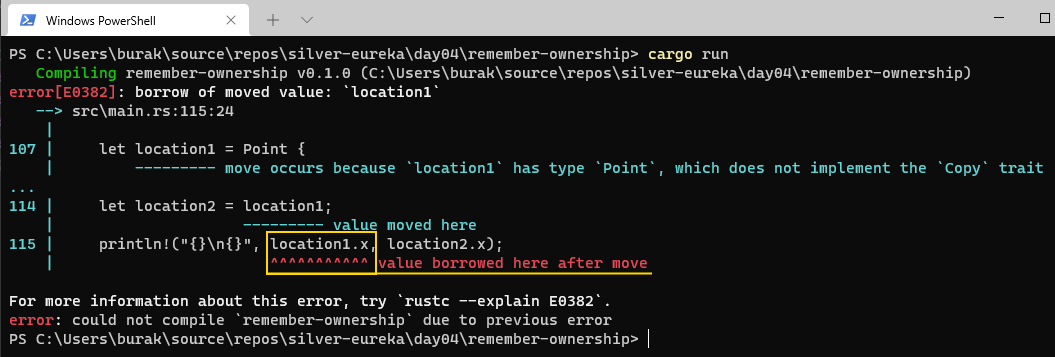 Windows PowerShell
PS C:\Users\burak\source\repos\silver-eureka\day04\remember-ownership> cargo run
   Compiling remember-ownership v0.1.0 (C:\Users\burak\source\repos\silver-eureka\day04\remember-ownership)
error[E0382]: borrow of moved value: `location1`
   --> src\main.rs:115:24
    |
107 |     let location1 = Point {
    |         --------- move occurs because `location1` has type `Point`, which does not implement the `Copy` trait
...
114 |     let location2 = location1;
    |                     --------- value moved here
115 |     println!("{}\n{}", location1.x, location2.x);
    |                        ^^^^^^^^^^^ value borrowed here after move
For more information about this error, try `rustc --explain E0382`.
error: could not compile `remember-ownership` due to previous error
PS C:\Users\burak\source\repos\silver-eureka\day04\remember-ownership>